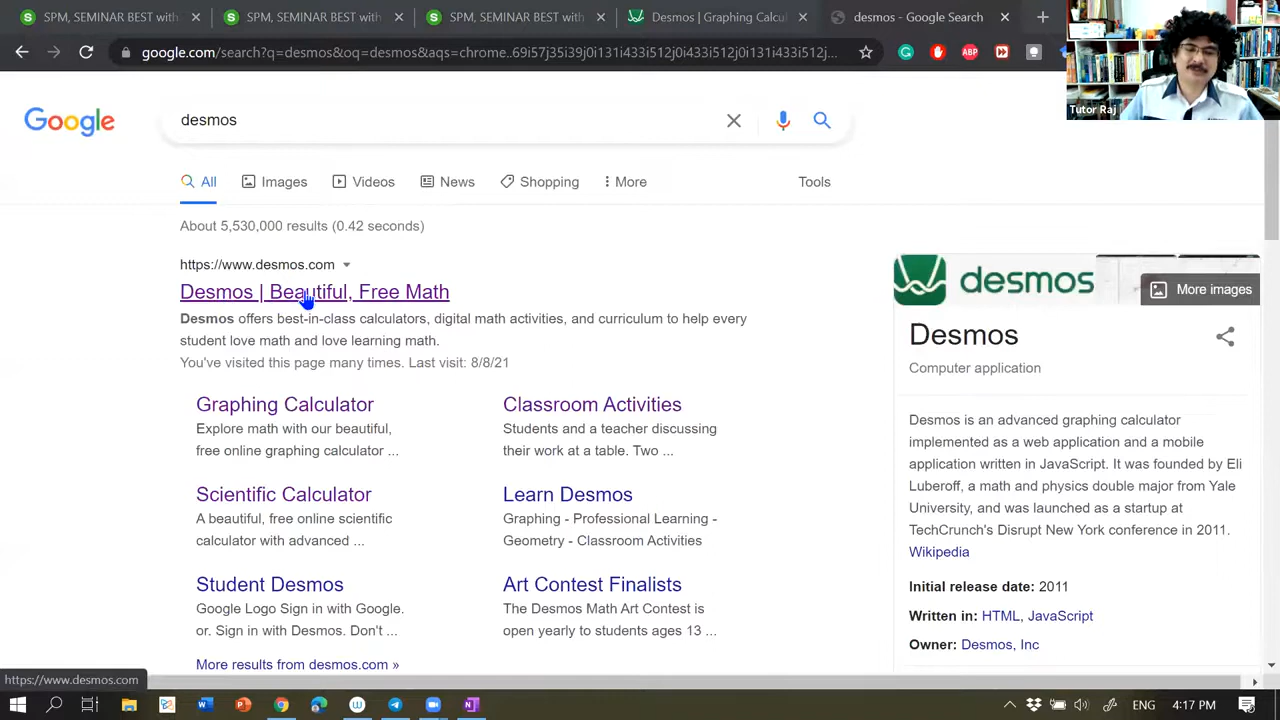 SPM, SEMINAR BEST with
SPM, SEMINAR BEST with
SPM, SEMINAR BEST with
Desmos | Graphing Calcul
desmos - Google Search
google.com/search?q=desmos&oq=desmos&aqs=chrome.69i57j35i39j0i131i433i512j0i433i512j0i131i433i512j...
ABP
Tutor Raj
Google
desmos
All
Images
Videos
News
Shopping
More
Tools
About 5,530,000 results (0.42 seconds)
https://www.desmos.com
Desmos | Beautiful, Free Math
Desmos offers best-in-class calculators, digital math activities, and curriculum to help every
student love math and love learning math.
You've visited this page many times. Last visit: 8/8/21
Graphing Calculator
Explore math with our beautiful,
free online graphing calculator ...
Classroom Activities
Students and a teacher discussing
their work at a table. Two ...
Scientific Calculator
A beautiful, free online scientific
calculator with advanced ...
Learn Desmos
Graphing - Professional Learning -
Geometry - Classroom Activities
Student Desmos
Google Logo Sign in with Google.
or. Sign in with Desmos. Don't ...
Art Contest Finalists
The Desmos Math Art Contest is
open yearly to students ages 13 ...
More results from desmos.com »
desmos
More images
Desmos
Computer application
Desmos is an advanced graphing calculator
implemented as a web application and a mobile
application written in JavaScript. It was founded by Eli
Luberoff, a math and physics double major from Yale
University, and was launched as a startup at
TechCrunch's Disrupt New York conference in 2011.
Wikipedia
Initial release date: 2011
Written in: HTML, JavaScript
Owner: Desmos, Inc
https://www.desmos.com
ENG
4:17 PM